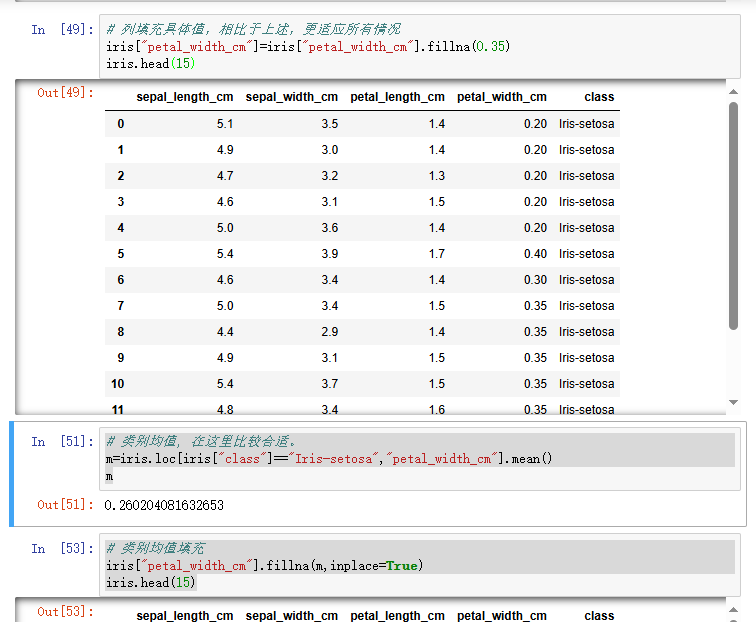 In [49]: # 列填充具体值，相比于上述，更适应所有情况
iris["petal_width_cm"]=iris["petal_width_cm"].fillna(0.35)
iris.head(15)
Out[49]:
sepal_length_cm sepal_width_cm petal_length_cm petal_width_cm class
0 5.1 3.5 1.4 0.20 Iris-setosa
1 4.9 3.0 1.4 0.20 Iris-setosa
2 4.7 3.2 1.3 0.20 Iris-setosa
3 4.6 3.1 1.5 0.20 Iris-setosa
4 5.0 3.6 1.4 0.20 Iris-setosa
5 5.4 3.9 1.7 0.40 Iris-setosa
6 4.6 3.4 1.4 0.30 Iris-setosa
7 5.0 3.4 1.5 0.35 Iris-setosa
8 4.4 2.9 1.4 0.35 Iris-setosa
9 4.9 3.1 1.5 0.35 Iris-setosa
10 5.4 3.7 1.5 0.35 Iris-setosa
11 4.8 3.4 1.6 0.35 Iris-setosa
In [51]: # 类别均值，在这里比较合适。
m=iris.loc[iris["class"]=="Iris-setosa","petal_width_cm"].mean()
m
Out[51]: 0.260204081632653
In [53]: # 类别均值填充
iris["petal_width_cm"].fillna(m,inplace=True)
iris.head(15)
Out[53]:
sepal_length_cm sepal_width_cm petal_length_cm petal_width_cm class